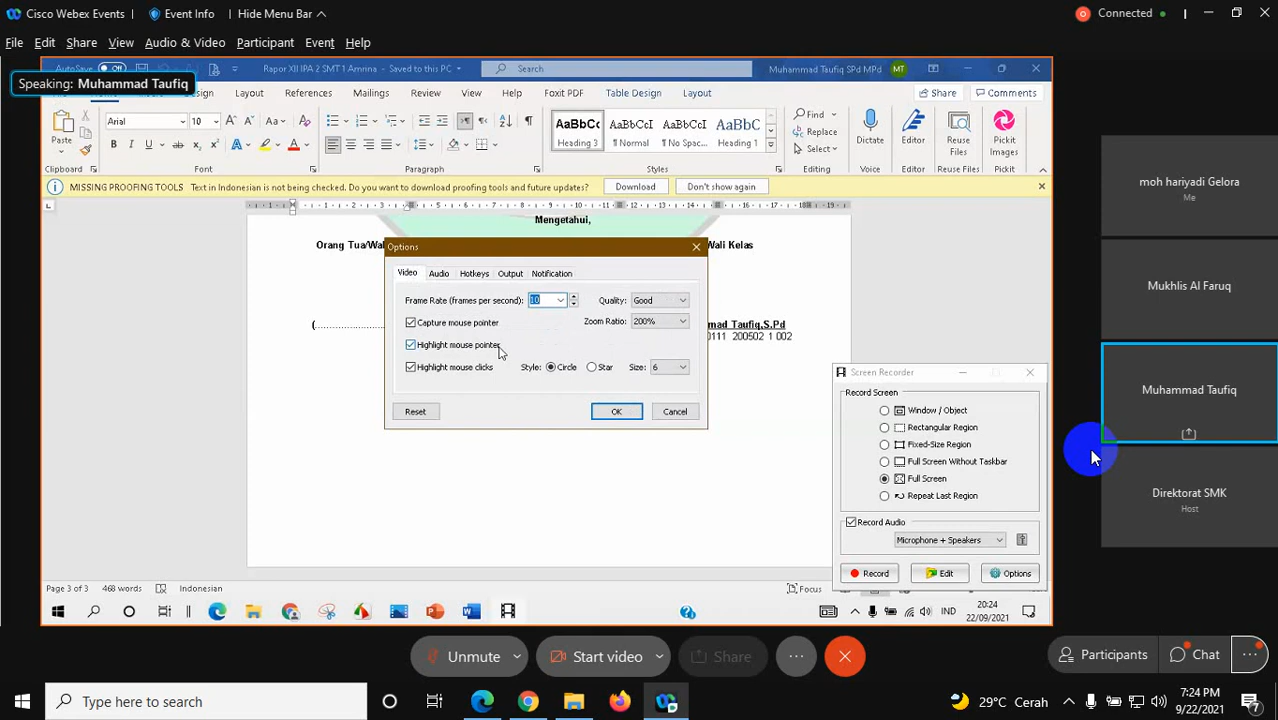 Cisco Webex Events
Event Info
Hide Menu Bar
Connected
File Edit Share View Audio & Video Participant Event Help
Speaking: Muhammad Taufiq
Rapor XII IPA 2 SMT 1 Amrina - Saved to this PC
Search
Muhammad Taufiq SPd MPd
MT
Layout References Mailings Review View Help Foxit PDF Table Design Layout
Share
Comments
Paste
Arial
10
AaBbCc
Heading 3
AaBbCcI
¶ Normal
AaBbCcI
¶ No Spac...
AaBbC
Heading 1
Find
Replace
Select
Dictate
Editor
Reuse Files
Pickit Images
Clipboard
Font
Paragraph
Styles
Editing
Voice
Editor
Reuse Files
Pickit
MISSING PROOFING TOOLS Text in Indonesian is not being checked. Do you want to download proofing tools and future updates?
Download
Don't show again
Mengetahui,
Wali Kelas
Options
Video Audio Hotkeys Output Notification
Frame Rate (frames per second): 10
Quality: Good
Capture mouse pointer
Zoom Ratio: 200%
Highlight mouse pointer
Highlight mouse clicks
Style: Circle Star
Size: 6
Reset
OK
Cancel
Screen Recorder
Record Screen
Window / Object
Rectangular Region
Fixed-Size Region
Full Screen Without Taskbar
Full Screen
Repeat Last Region
Record Audio
Microphone + Speakers
Record
Edit
Options
Page 3 of 3
468 words
Indonesian
Focus
IND
20:24
22/09/2021
moh hariyadi Gelora
Me
Mukhlis Al Faruq
Muhammad Taufiq
Direktorat SMK
Host
Unmute
Start video
Share
Participants
Chat
Type here to search
29°C Cerah
7:24 PM
9/22/2021
7